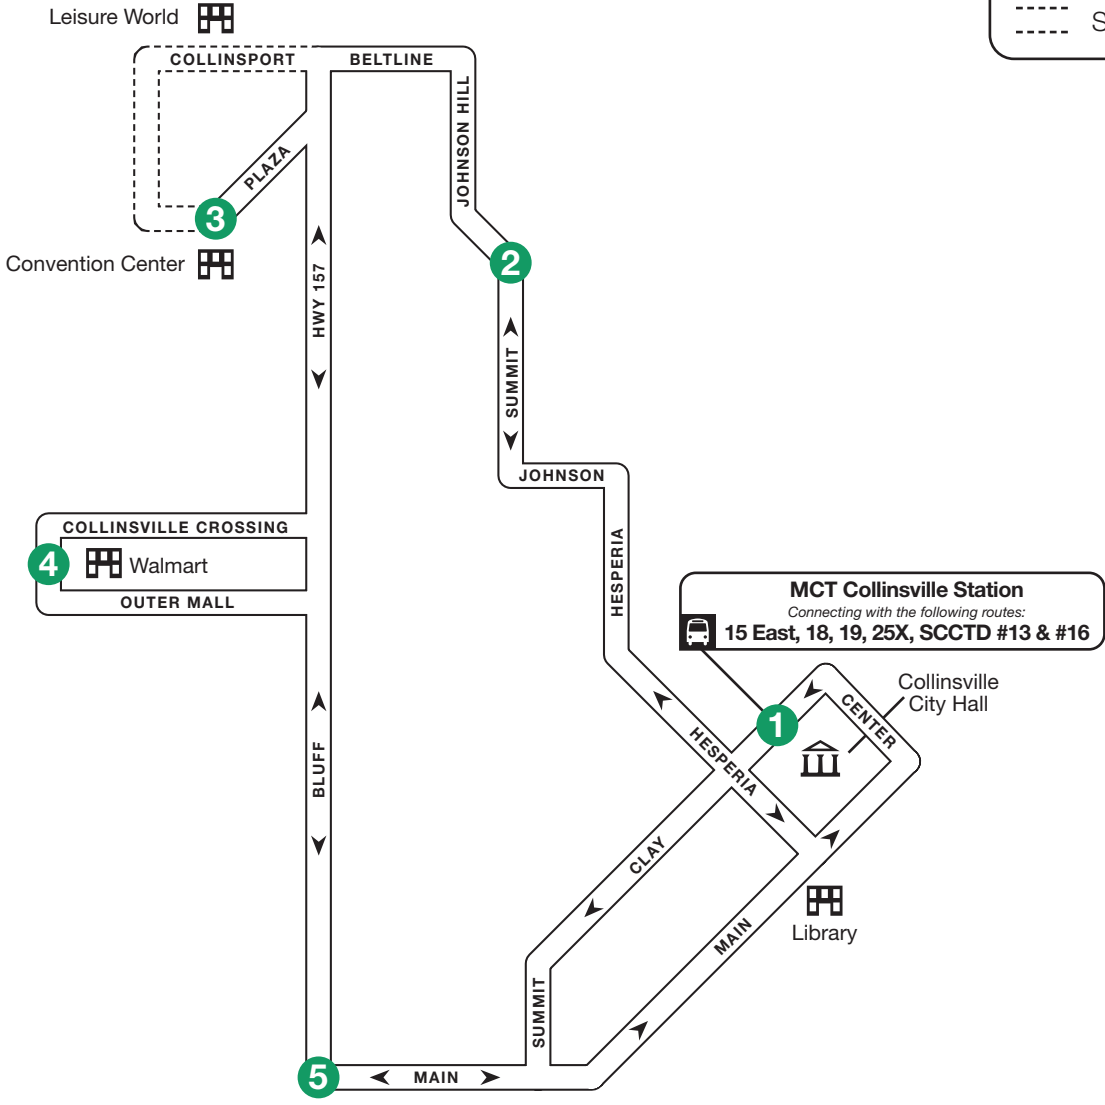 Leisure World
S
COLLINSPORT
BELTLINE
JOHNSON HILL
PLAZA
3
2
Convention Center
HWY 157
SUMMIT
JOHNSON
COLLINSVILLE CROSSING
4
Walmart
OUTER MALL
HESPERIA
MCT Collinsville Station
Connecting with the following routes:
15 East, 18, 19, 25X, SCCTD #13 & #16
Collinsville
City Hall
1
CENTER
HESPERIA
BLUFF
CLAY
Library
MAIN
SUMMIT
5
MAIN